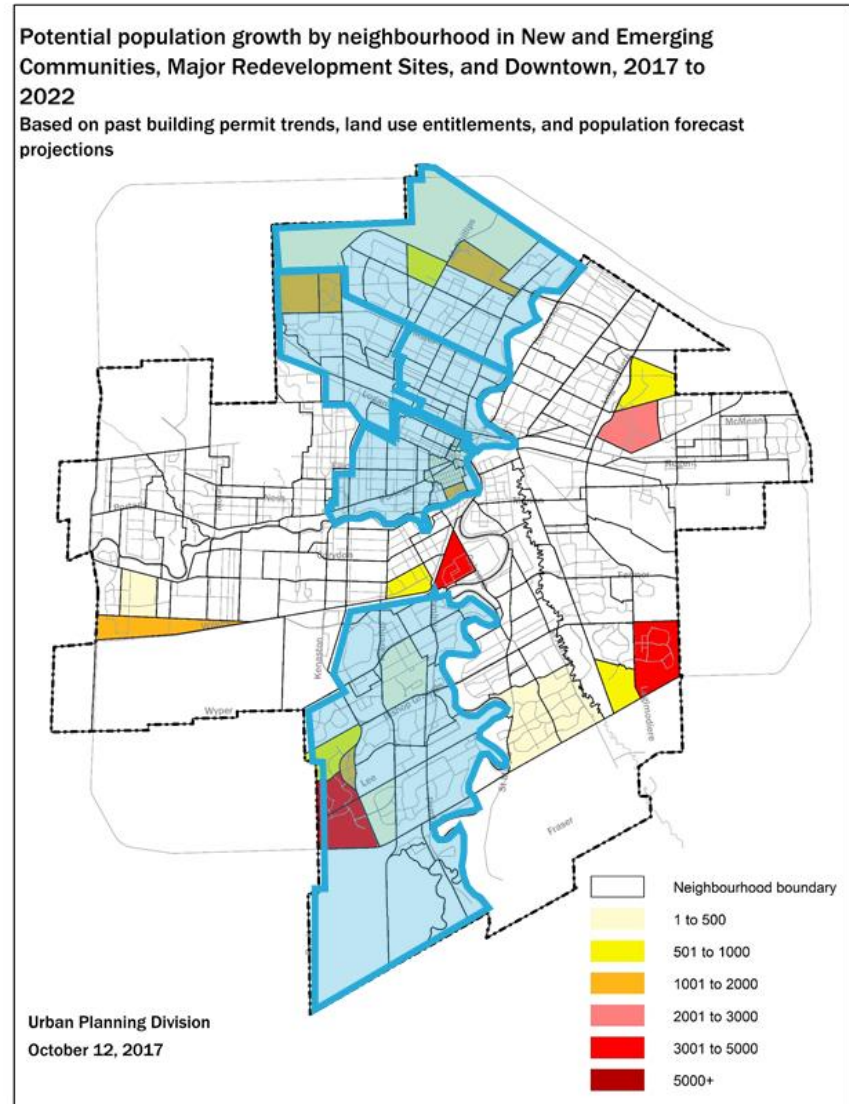 Potential population growth by neighbourhood in New and Emerging
Communities, Major Redevelopment Sites, and Downtown, 2017 to
2022
Based on past building permit trends, land use entitlements, and population forecast
projections
Logan
McMeans
Regent
Ness
Portage
Corydon
Fermor
Kenaston
Wyper
Lagimodiere
Lee
Fraser
Neighbourhood boundary
1 to 500
501 to 1000
1001 to 2000
2001 to 3000
3001 to 5000
5000+
Urban Planning Division
October 12, 2017